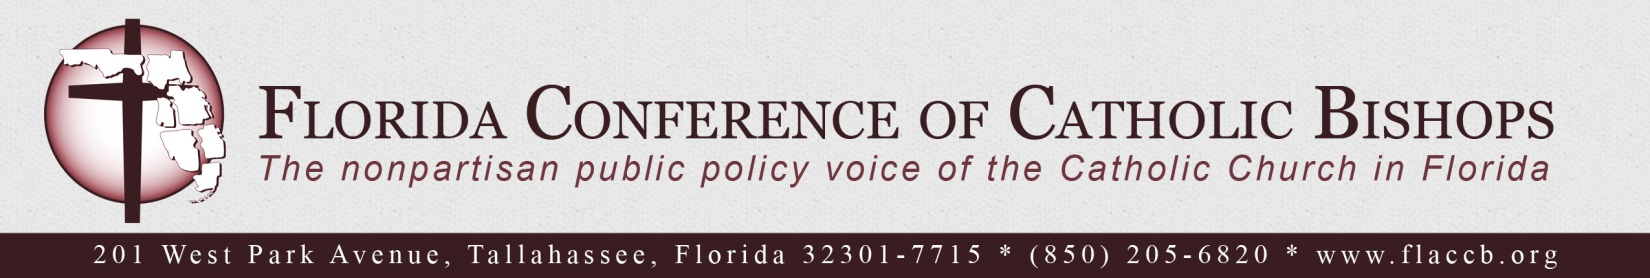 Florida Conference of Catholic Bishops
The nonpartisan public policy voice of the Catholic Church in Florida
201 West Park Avenue, Tallahassee, Florida 32301-7715 * (850) 205-6820 * www.flaccb.org